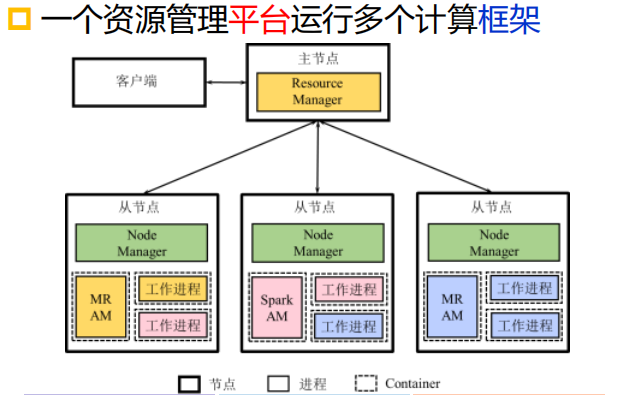 一个资源管理平台运行多个计算框架
客户端
主节点
Resource
Manager
从节点
Node
Manager
MR
AM
工作进程
工作进程
从节点
Node
Manager
Spark
AM
工作进程
工作进程
从节点
Node
Manager
MR
AM
工作进程
工作进程
节点
进程
Container